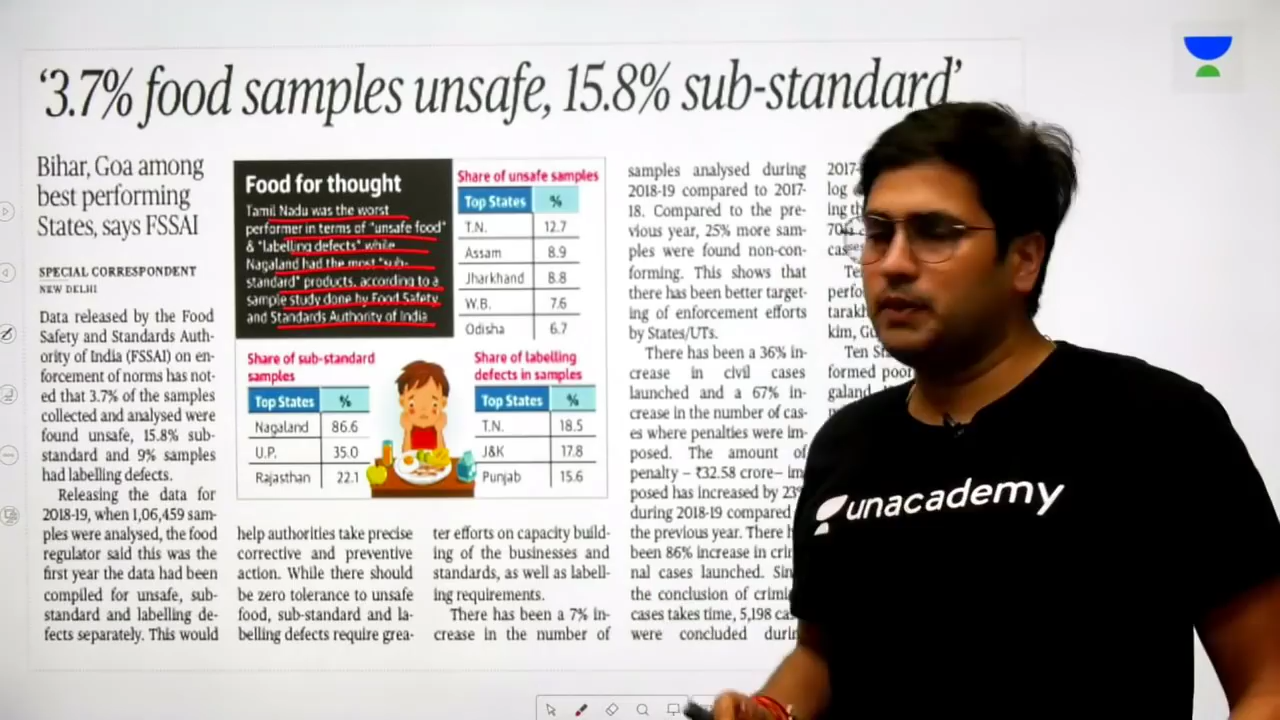 ‘3.7% food samples unsafe, 15.8% sub-standard’
Bihar, Goa among
best performing
States, says FSSAI
SPECIAL CORRESPONDENT
NEW DELHI
Data released by the Food
Safety and Standards Auth-
ority of India (FSSAI) on en-
forcement of norms has not-
ed that 3.7% of the samples
collected and analysed were
found unsafe, 15.8% sub-
standard and 9% samples
had labelling defects.
Releasing the data for
2018-19, when 1,06,459 sam-
ples were analysed, the food
regulator said this was the
first year the data had been
compiled for unsafe, sub-
standard and labelling de-
fects separately. This would
Food for thought
Tamil Nadu was the worst
performer in terms of "unsafe food"
& "labelling defects" while
Nagaland had the most "sub-
standard" products, according to a
sample study done by Food Safety
and Standards Authority of India
Share of unsafe samples
Top States %
T.N. 12.7
Assam 8.9
Jharkhand 8.8
W.B. 7.6
Odisha 6.7
Share of sub-standard
samples
Top States %
Nagaland 86.6
U.P. 35.0
Rajasthan 22.1
Share of labelling
defects in samples
Top States %
T.N. 18.5
J&K 17.8
Punjab 15.6
help authorities take precise
corrective and preventive
action. While there should
be zero tolerance to unsafe
food, sub-standard and la-
belling defects require grea-
ter efforts on capacity build-
ing of the businesses and
standards, as well as labell-
ing requirements.
There has been a 7% in-
crease in the number of
samples analysed during
2018-19 compared to 2017-
18. Compared to the pre-
vious year, 25% more sam-
ples were found non-con-
forming. This shows that
there has been better target-
ing of enforcement efforts
by States/UTs.
There has been a 36% in-
crease in civil cases
launched and a 67% in-
crease in the number of cas-
es where penalties were im-
posed. The amount of
penalty – ₹32.58 crore– im
posed has increased by 23
during 2018-19 compared
the previous year. There
been 86% increase in
nal cases launched.
the conclusion of
cases takes time, 5,198
were concluded
2017-
log
ing
Ten
formed poor
galand
unacademy